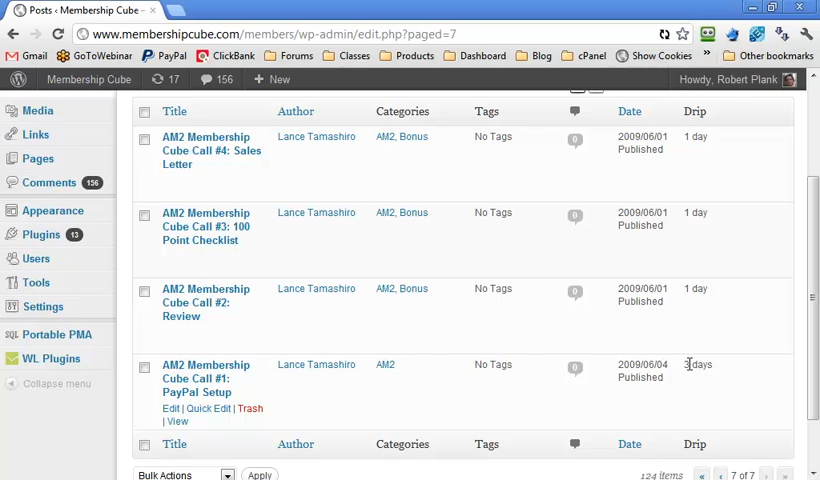 Posts ‹ Membership Cube —
www.membershipcube.com/members/wp-admin/edit.php?paged=7
Gmail GoToWebinar PayPal ClickBank Forums Classes Products Dashboard Blog cPanel Show Cookies » Other bookmarks
Membership Cube 17 156 + New Howdy, Robert Plank
Media
Links
Pages
Comments 156
Appearance
Plugins 13
Users
Tools
Settings
SQL Portable PMA
WL Plugins
Collapse menu
Title Author Categories Tags Date Drip
AM2 Membership Lance Tamashiro AM2, Bonus No Tags 0 2009/06/01 1 day
Cube Call #4: Sales Published
Letter
AM2 Membership Lance Tamashiro AM2, Bonus No Tags 0 2009/06/01 1 day
Cube Call #3: 100 Published
Point Checklist
AM2 Membership Lance Tamashiro AM2, Bonus No Tags 0 2009/06/01 1 day
Cube Call #2: Published
Review
AM2 Membership Lance Tamashiro AM2 No Tags 0 2009/06/04 3 days
Cube Call #1: Published
PayPal Setup
Edit | Quick Edit | Trash
| View
Title Author Categories Tags Date Drip
Bulk Actions Apply 124 items « ‹ 7 of 7 › »